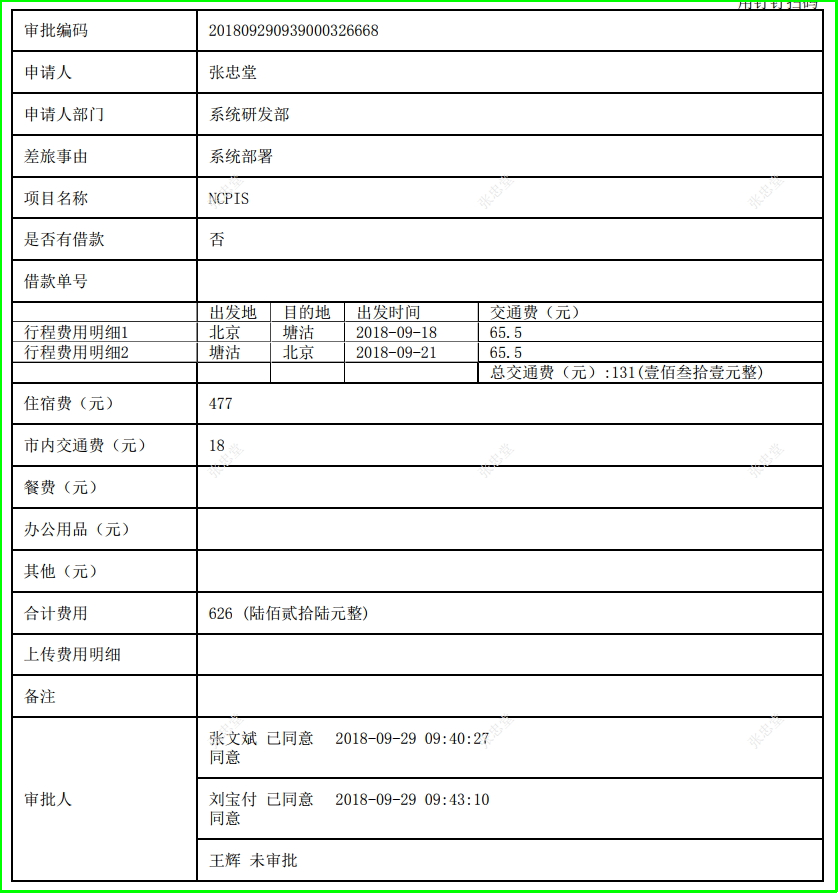 用钉钉扫码
审批编码 201809290939000326668
申请人 张忠堂
申请人部门 系统研发部
差旅事由 系统部署
项目名称 NCPIS
是否有借款 否
借款单号
出发地 目的地 出发时间 交通费（元）
行程费用明细1 北京 塘沽 2018-09-18 65.5
行程费用明细2 塘沽 北京 2018-09-21 65.5
总交通费（元）:131(壹佰叁拾壹元整)
住宿费（元） 477
市内交通费（元） 18
餐费（元）
办公用品（元）
其他（元）
合计费用 626 (陆佰贰拾陆元整)
上传费用明细
备注
审批人
张文斌 已同意 2018-09-29 09:40:27
同意
刘宝付 已同意 2018-09-29 09:43:10
同意
王辉 未审批
张忠堂
张忠堂
张忠堂
张忠堂
张忠堂
张忠堂
张忠堂
张忠堂
张忠堂